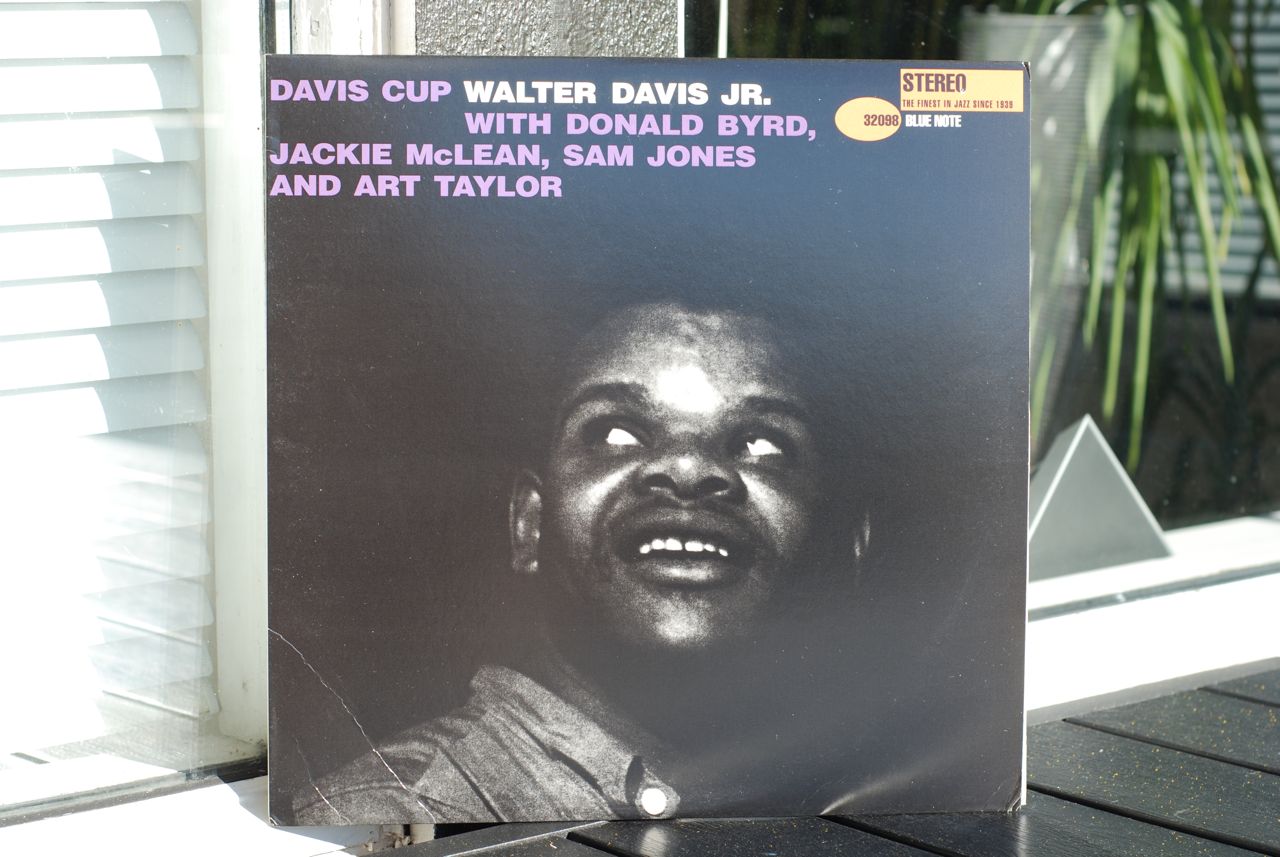 DAVIS CUP WALTER DAVIS JR.
WITH DONALD BYRD,
JACKIE McLEAN, SAM JONES
AND ART TAYLOR
STEREO
THE FINEST IN JAZZ SINCE 1939
32098 BLUE NOTE